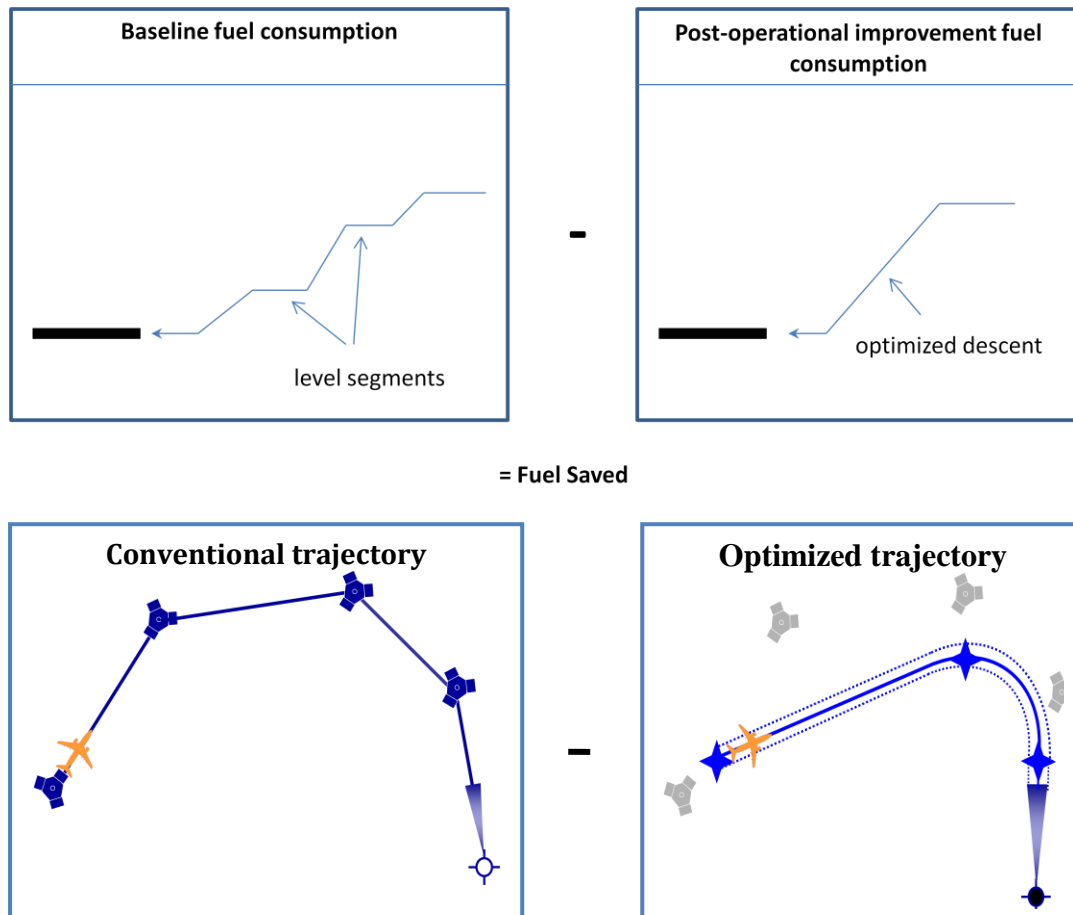 Baseline fuel consumption
Post-operational improvement fuel
consumption
-
level segments
optimized descent
= Fuel Saved
Conventional trajectory
Optimized trajectory
-